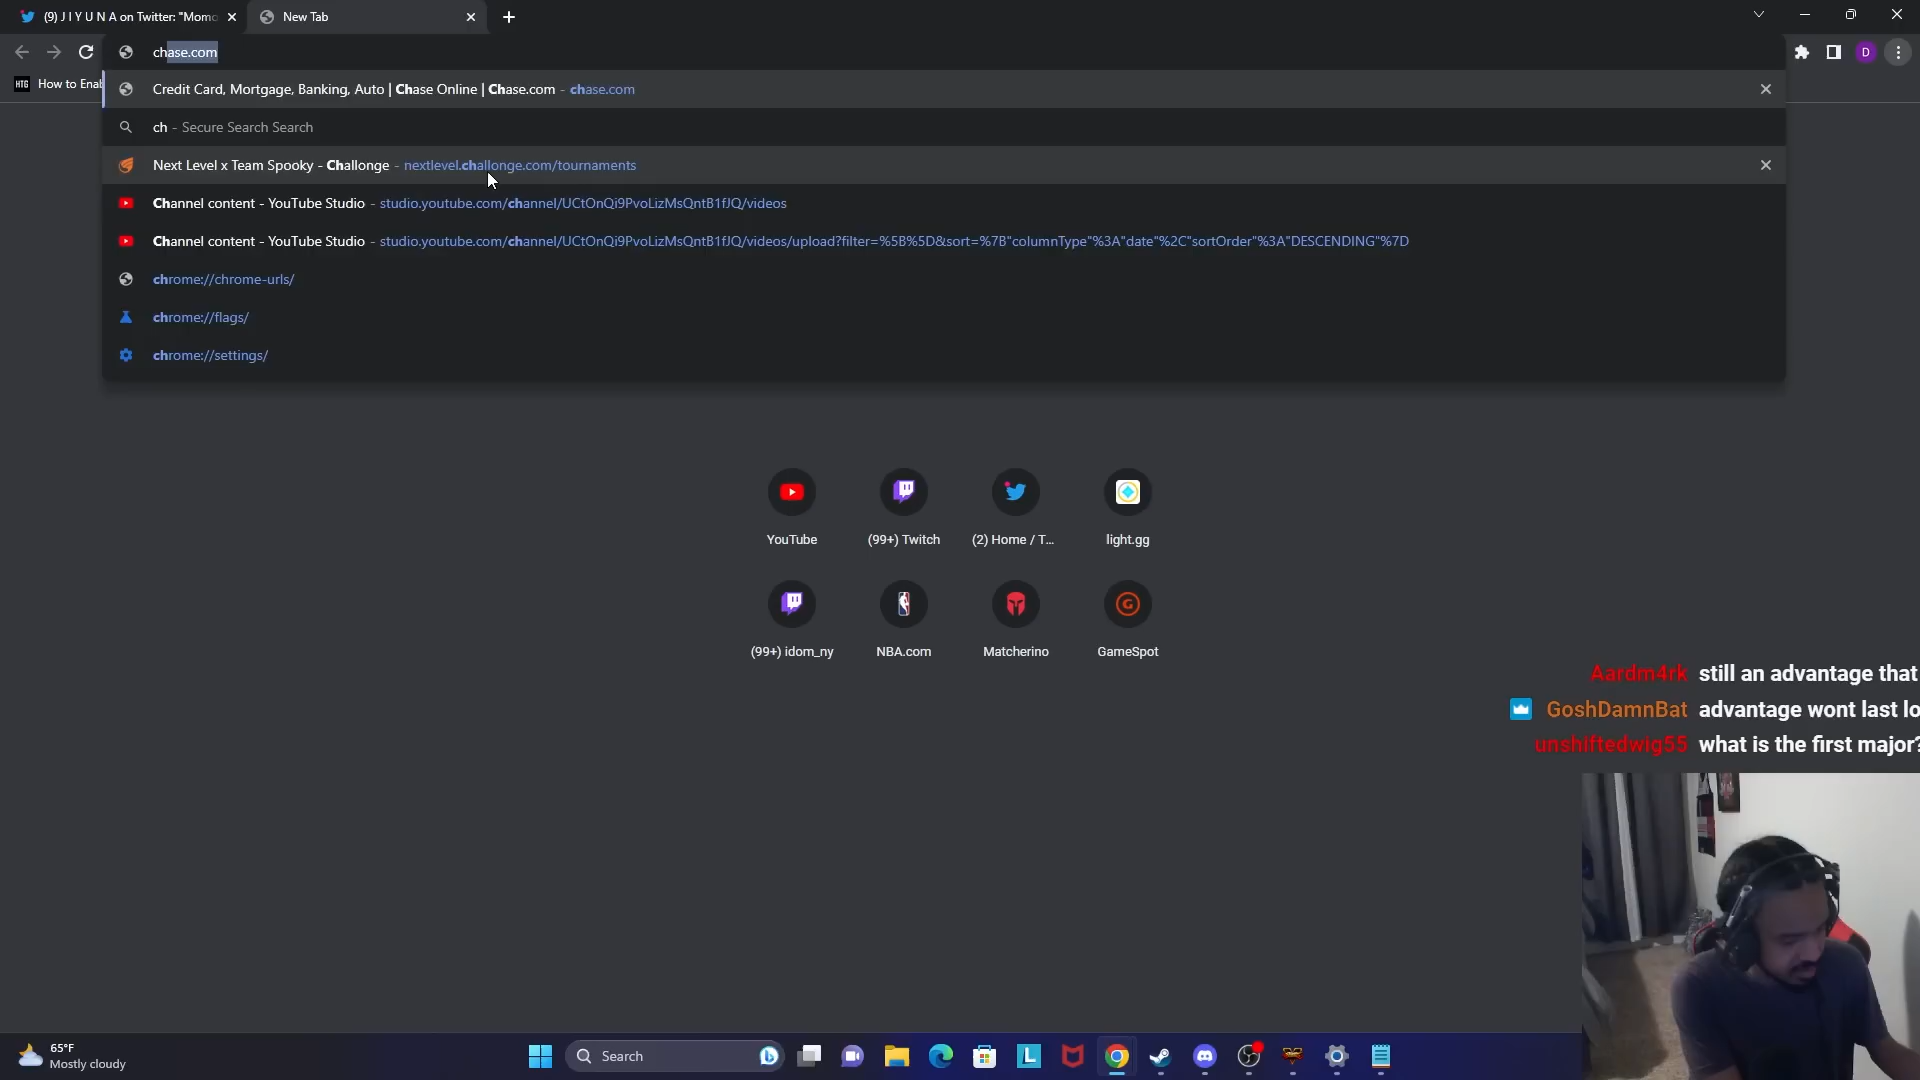 (9) J I Y U N A on Twitter: "Momo
New Tab
chase.com
D
HTG How to Enab
Credit Card, Mortgage, Banking, Auto | Chase Online | Chase.com - chase.com
ch - Secure Search Search
Next Level x Team Spooky - Challonge - nextlevel.challonge.com/tournaments
Channel content - YouTube Studio - studio.youtube.com/channel/UCtOnQi9PvoLizMsQntB1fJQ/videos
Channel content - YouTube Studio - studio.youtube.com/channel/UCtOnQi9PvoLizMsQntB1fJQ/videos/upload?filter=%5B%5D&sort=%7B"columnType"%3A"date"%2C"sortOrder"%3A"DESCENDING"%7D
chrome://chrome-urls/
chrome://flags/
chrome://settings/
YouTube
(99+) Twitch
(2) Home / T...
light.gg
(99+) idom_ny
NBA.com
Matcherino
GameSpot
Aardm4rk still an advantage that
GoshDamnBat advantage wont last lo
unshiftedwig55 what is the first major?
65°F
Mostly cloudy
Search